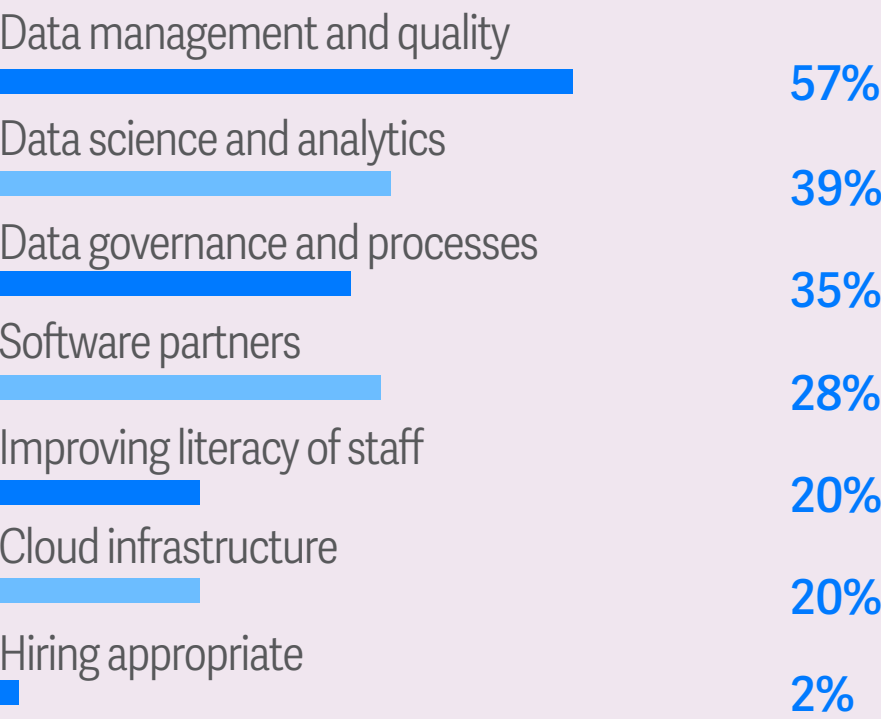 Data management and quality
57%
Data science and analytics
39%
Data governance and processes
35%
Software partners
28%
Improving literacy of staff
20%
Cloud infrastructure
20%
Hiring appropriate
2%